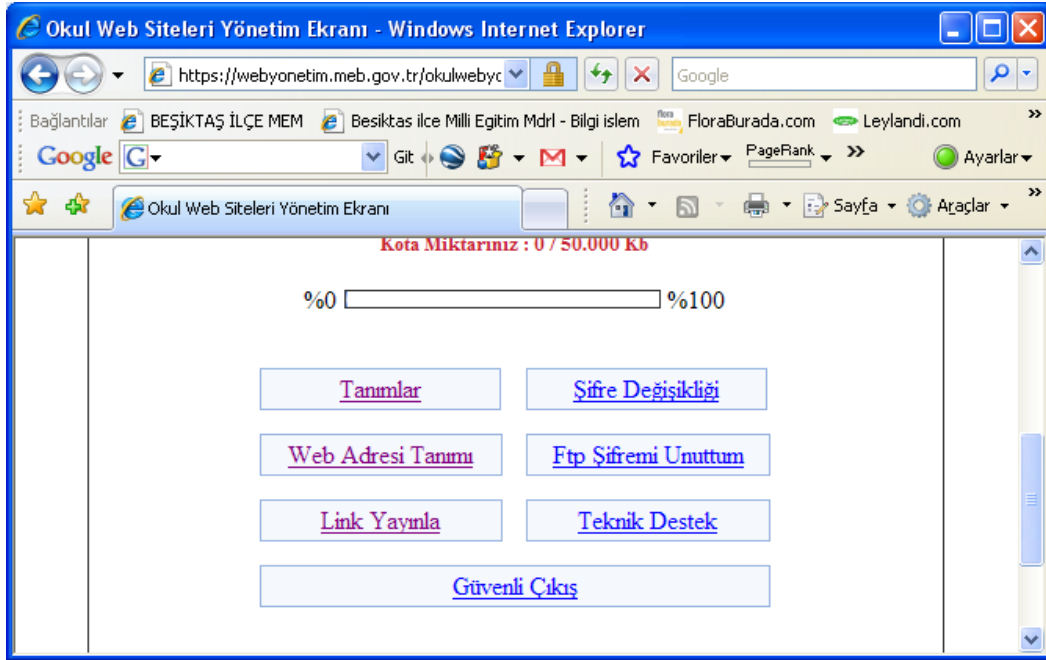 Okul Web Siteleri Yönetim Ekranı - Windows Internet Explorer
https://webyonetim.meb.gov.tr/okulwebyc Google
Bağlantılar BEŞİKTAŞ İLÇE MEM Besiktas ilce Milli Egitim Mdrl - Bilgi islem flora burada FloraBurada.com Leylandi.com »
Google G Git Favoriler PageRank » Ayarlar
Okul Web Siteleri Yönetim Ekranı Sayfa Araçlar »
Kota Miktarınız : 0 / 50.000 Kb
%0 %100
Tanımlar Şifre Değişikliği
Web Adresi Tanımı Ftp Şifremi Unuttum
Link Yayınla Teknik Destek
Güvenli Çıkış